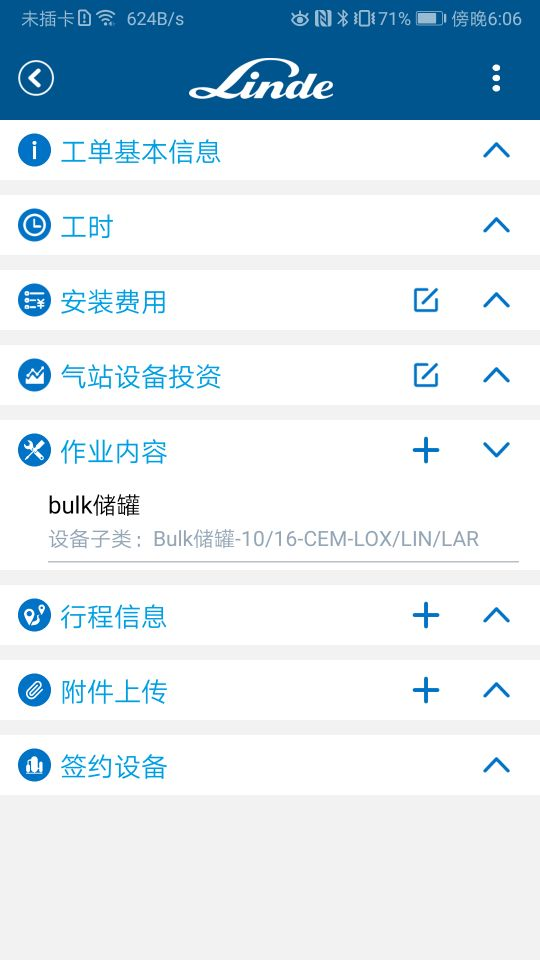 未插卡 624B/s 71% 傍晚6:06
Linde
工单基本信息
工时
安装费用
气站设备投资
作业内容
bulk储罐
设备子类：Bulk储罐-10/16-CEM-LOX/LIN/LAR
行程信息
附件上传
签约设备